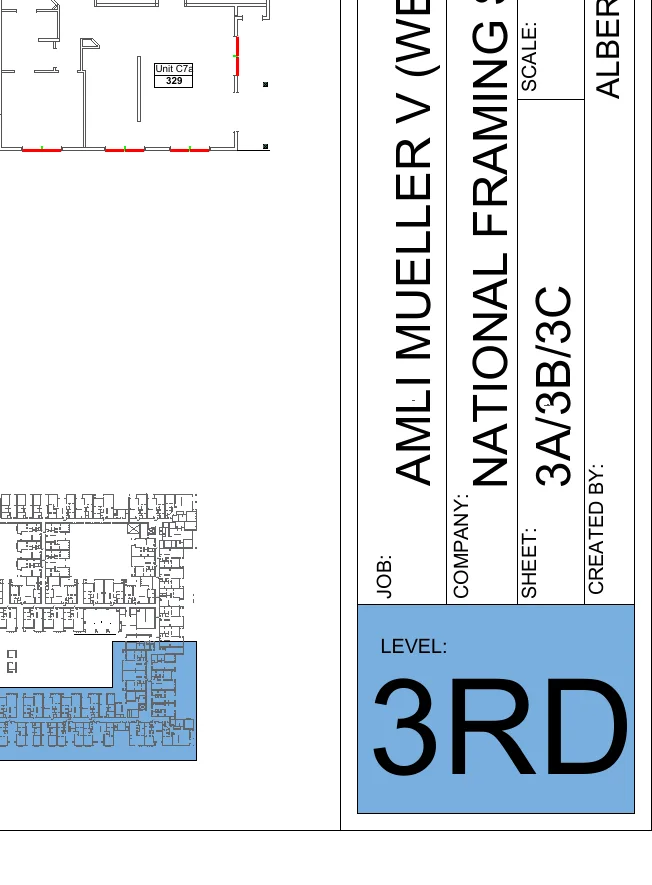 Unit C7a
329
JOB:
AMLI MUELLER V (WE
COMPANY:
NATIONAL FRAMING
SCALE:
SHEET:
3A/3B/3C
CREATED BY:
ALBER
LEVEL:
3RD